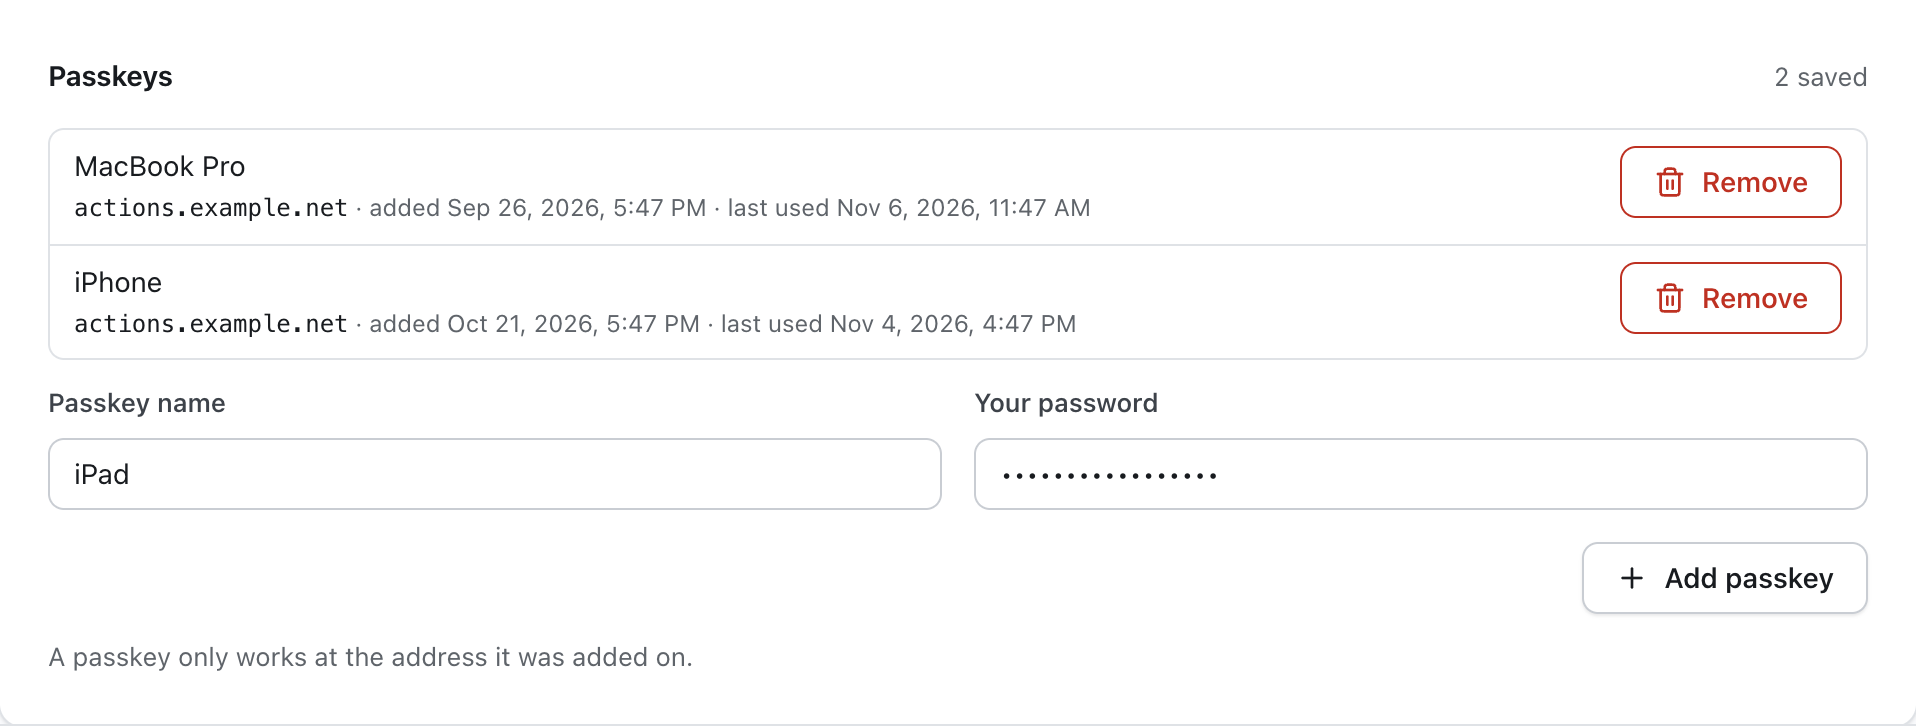 Passkeys
2 saved
MacBook Pro
actions.example.net · added Sep 26, 2026, 5:47 PM · last used Nov 6, 2026, 11:47 AM
Remove
iPhone
actions.example.net · added Oct 21, 2026, 5:47 PM · last used Nov 4, 2026, 4:47 PM
Remove
Passkey name
Your password
iPad
•••••••••••••••••
Add passkey
A passkey only works at the address it was added on.